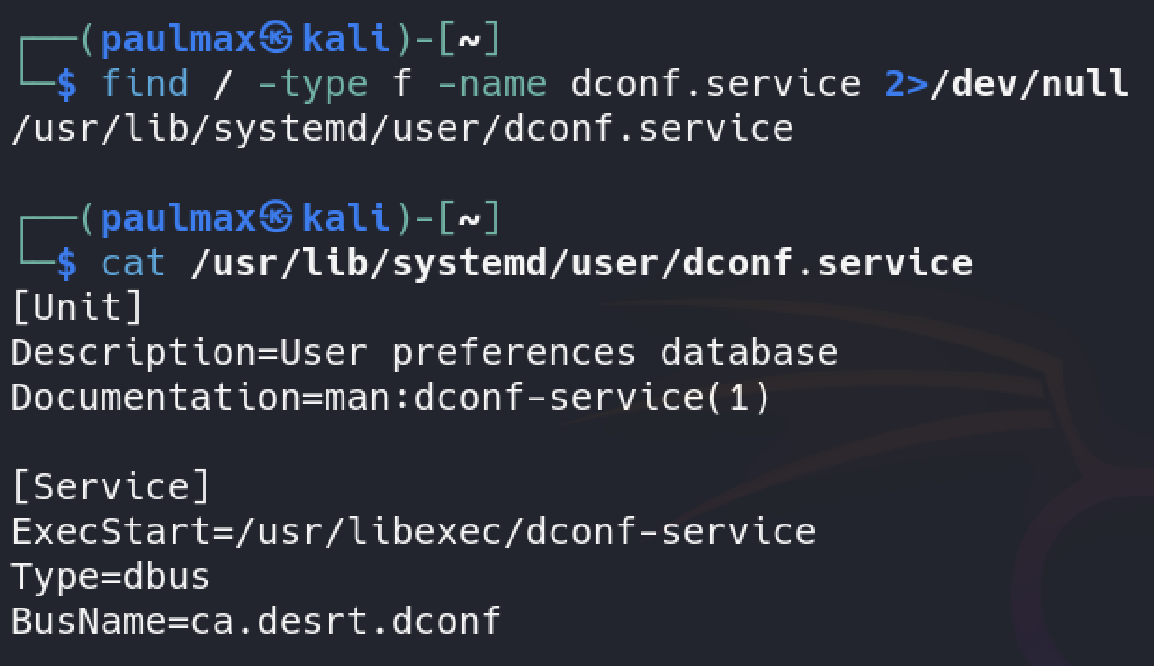 ┌──(paulmax㉿kali)-[~]
└─$ find / -type f -name dconf.service 2>/dev/null
/usr/lib/systemd/user/dconf.service

┌──(paulmax㉿kali)-[~]
└─$ cat /usr/lib/systemd/user/dconf.service
[Unit]
Description=User preferences database
Documentation=man:dconf-service(1)

[Service]
ExecStart=/usr/libexec/dconf-service
Type=dbus
BusName=ca.desrt.dconf